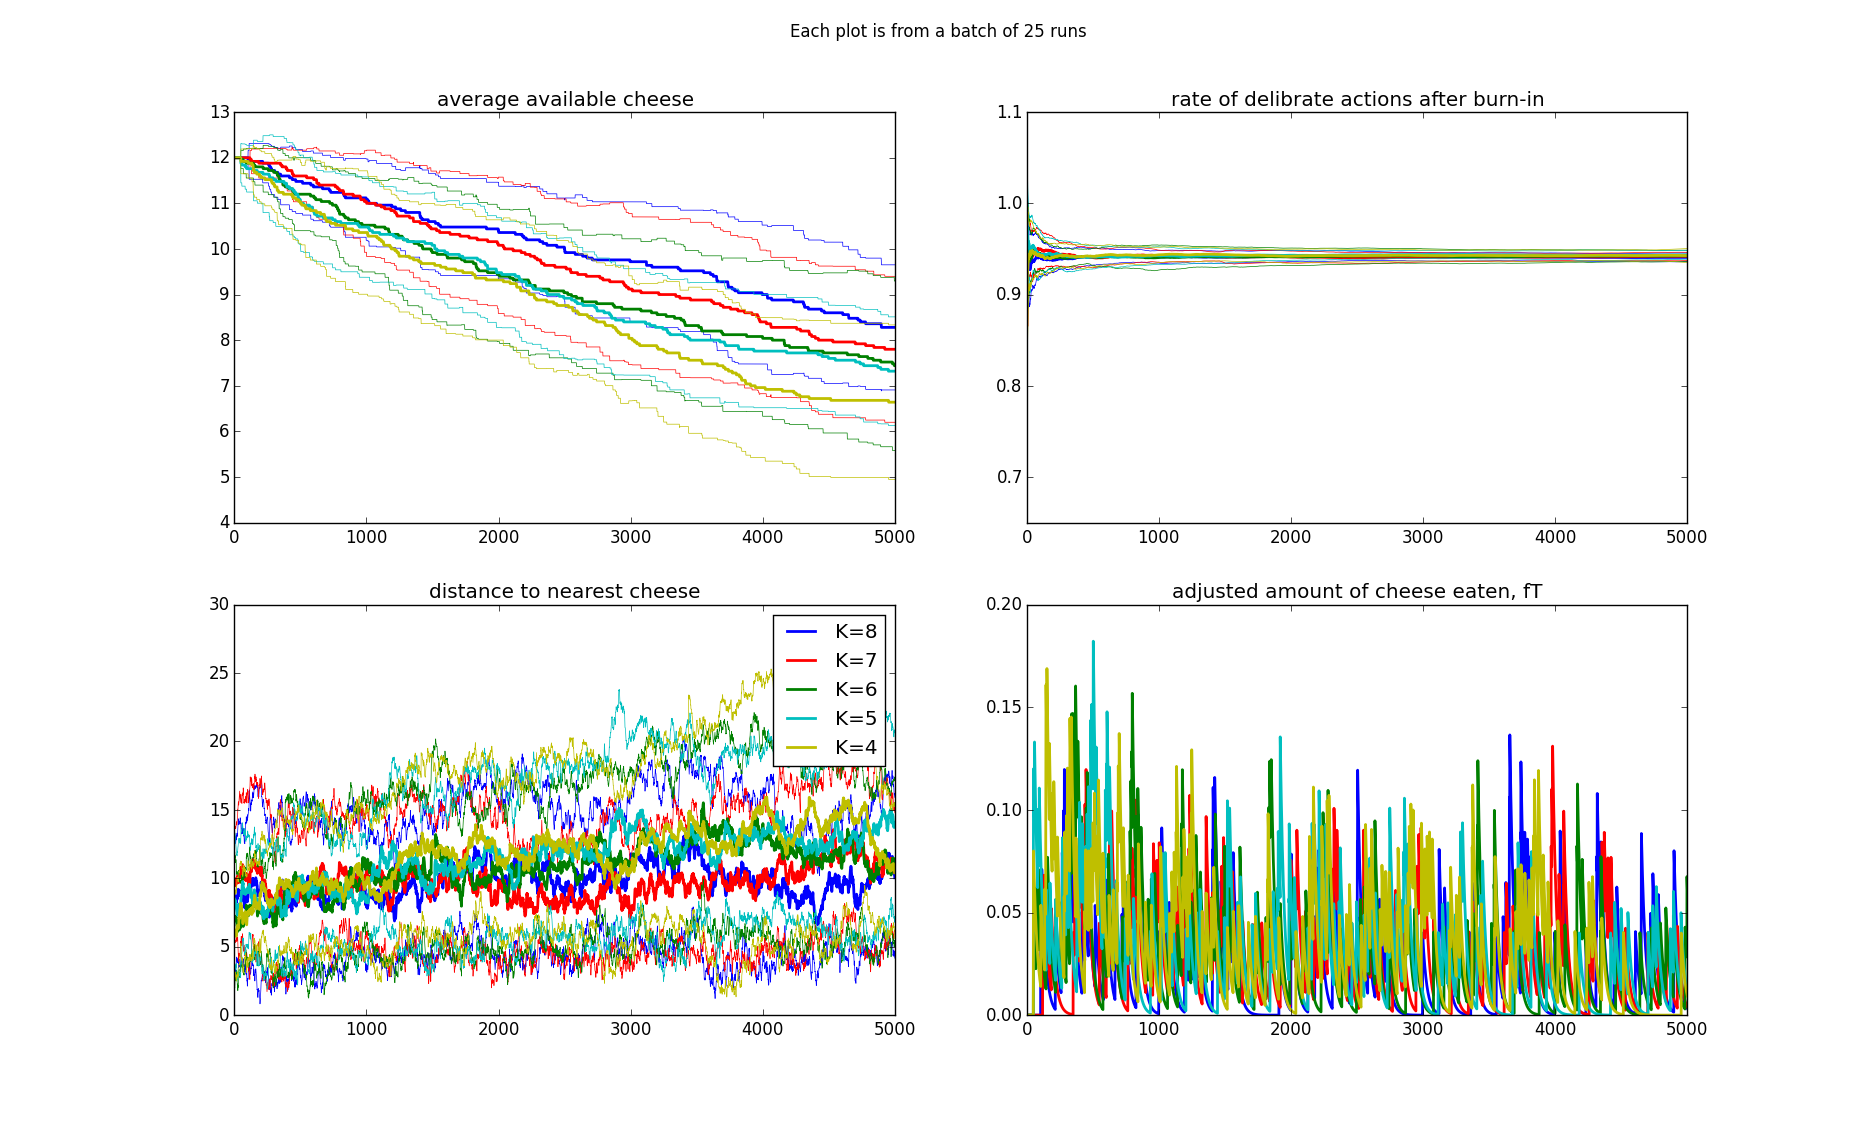 Each plot is from a batch of 25 runs
average available cheese
13
12
11
10
9
8
7
6
5
4
0 1000 2000 3000 4000 5000
rate of delibrate actions after burn-in
1.1
1.0
0.9
0.8
0.7
0 1000 2000 3000 4000 5000
distance to nearest cheese
30
25
20
15
10
5
0
K=8
K=7
K=6
K=5
K=4
0 1000 2000 3000 4000 5000
adjusted amount of cheese eaten, fT
0.20
0.15
0.10
0.05
0.00
0 1000 2000 3000 4000 5000